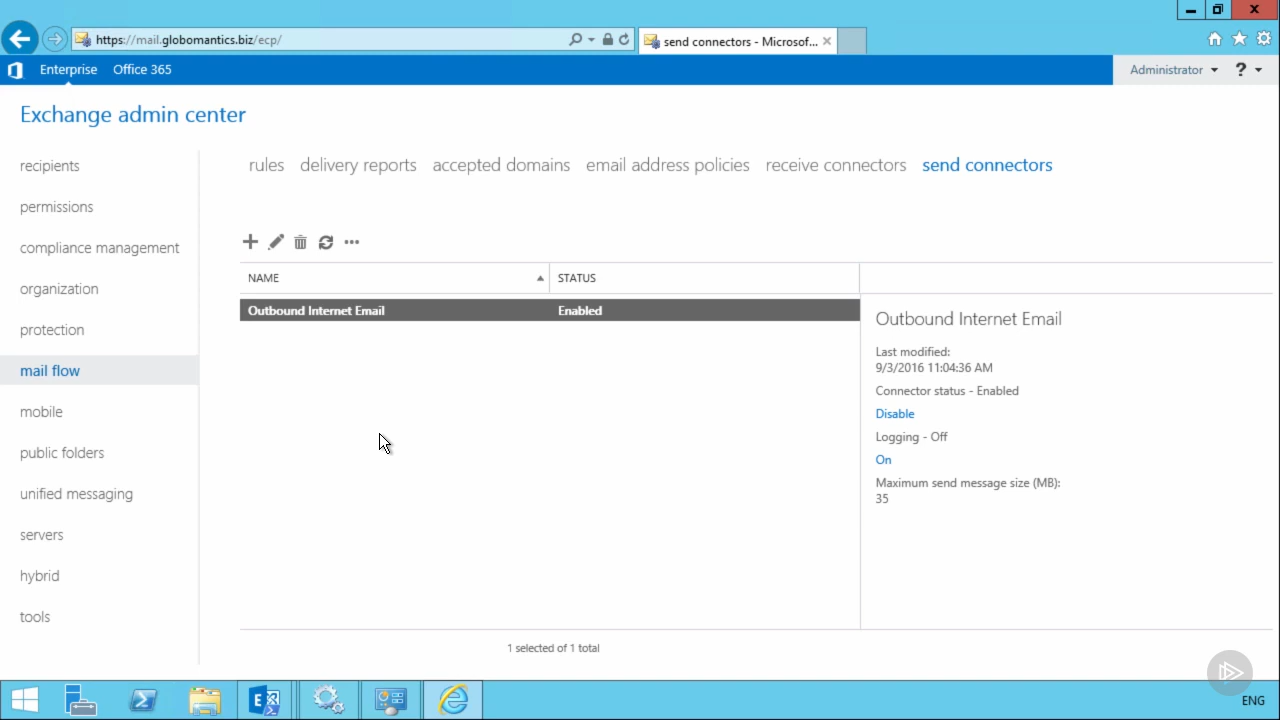 https://mail.globomantics.biz/ecp/
send connectors - Microsof...
Enterprise Office 365
Administrator ?
Exchange admin center
recipients
permissions
compliance management
organization
protection
mail flow
mobile
public folders
unified messaging
servers
hybrid
tools
rules delivery reports accepted domains email address policies receive connectors send connectors
NAME STATUS
Outbound Internet Email Enabled
Outbound Internet Email
Last modified:
9/3/2016 11:04:36 AM
Connector status - Enabled
Disable
Logging - Off
On
Maximum send message size (MB):
35
1 selected of 1 total
ENG